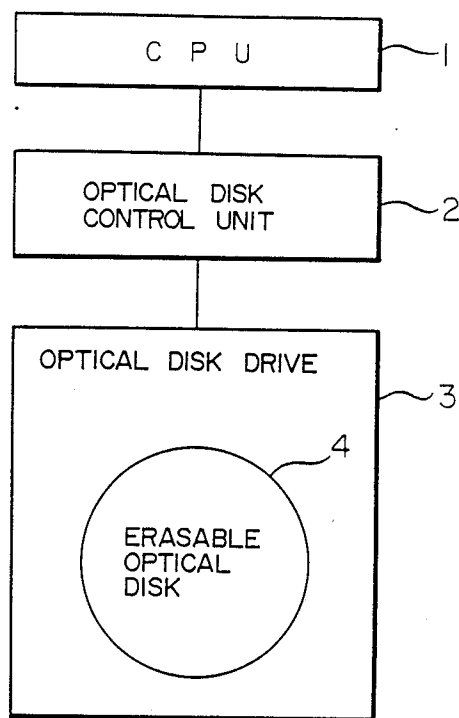 C P U
1
OPTICAL DISK
CONTROL UNIT
2
OPTICAL DISK DRIVE
3
4
ERASABLE
OPTICAL
DISK